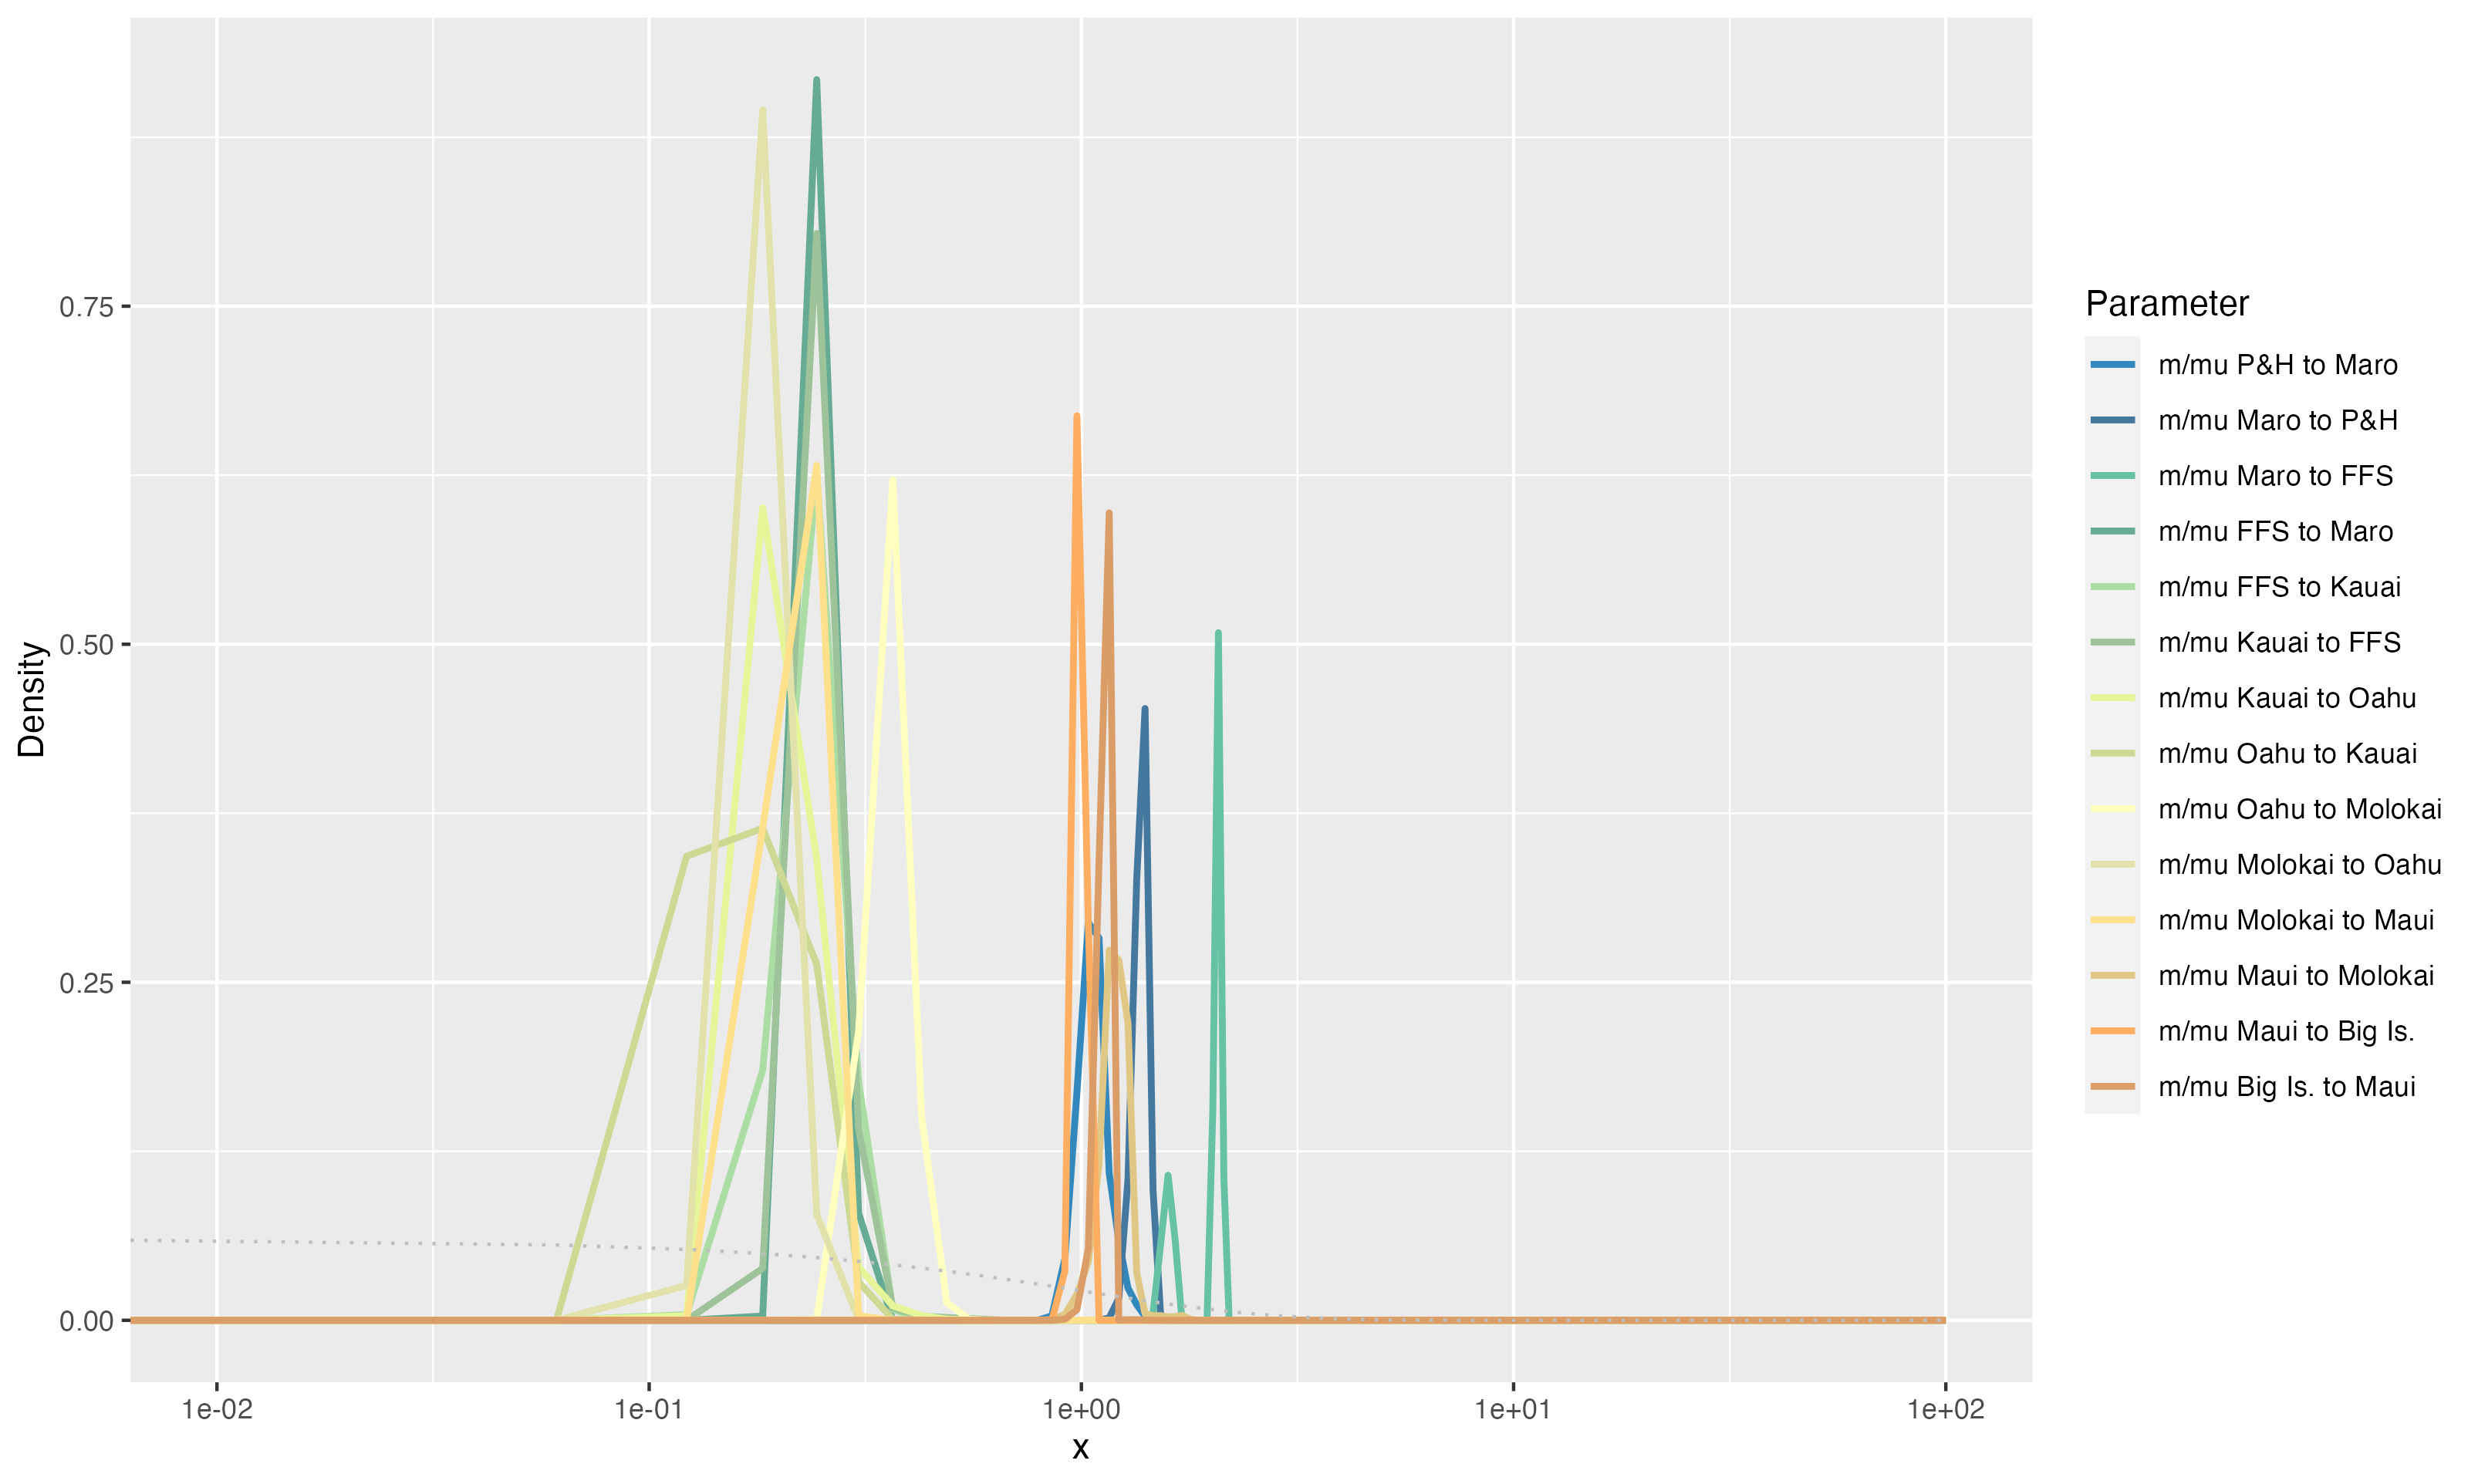 Density
0.75
0.50
0.25
0.00
1e-02
1e-01
1e+00
1e+01
1e+02
x
Parameter
m/mu P&H to Maro
m/mu Maro to P&H
m/mu Maro to FFS
m/mu FFS to Maro
m/mu FFS to Kauai
m/mu Kauai to FFS
m/mu Kauai to Oahu
m/mu Oahu to Kauai
m/mu Oahu to Molokai
m/mu Molokai to Oahu
m/mu Molokai to Maui
m/mu Maui to Molokai
m/mu Maui to Big Is.
m/mu Big Is. to Maui